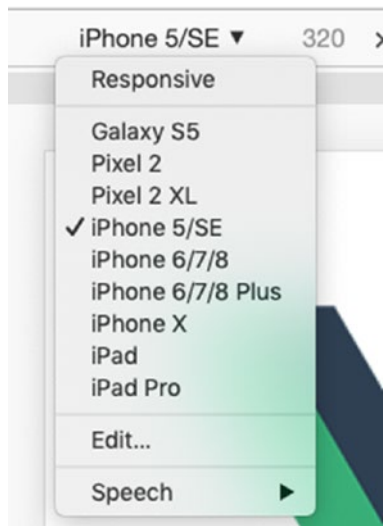 iPhone 5/SE ▼ 320 ×
Responsive
Galaxy S5
Pixel 2
Pixel 2 XL
✓ iPhone 5/SE
iPhone 6/7/8
iPhone 6/7/8 Plus
iPhone X
iPad
iPad Pro
Edit...
Speech ▶